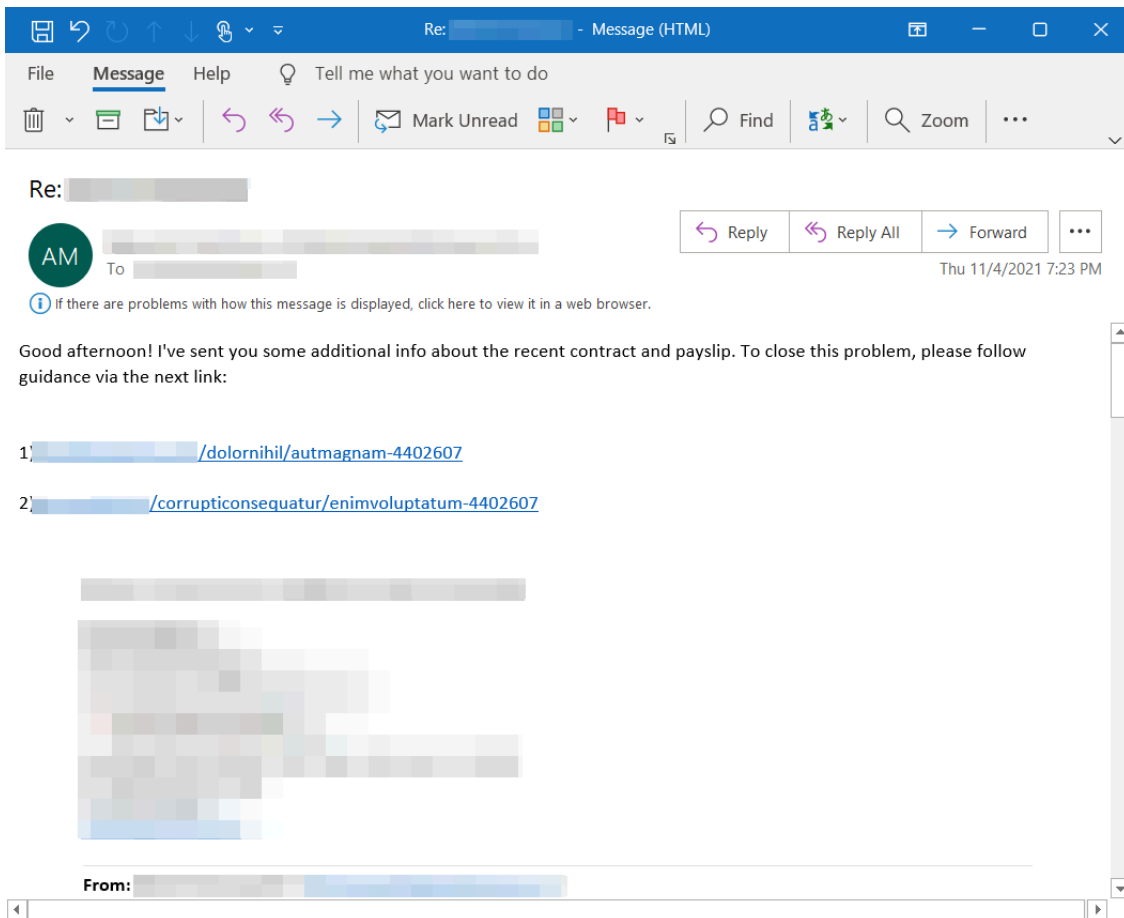 Re: - Message (HTML)
File Message Help Tell me what you want to do
Mark Unread Find Zoom
Re:
AM
To
Reply Reply All Forward
Thu 11/4/2021 7:23 PM
If there are problems with how this message is displayed, click here to view it in a web browser.
Good afternoon! I've sent you some additional info about the recent contract and payslip. To close this problem, please follow
guidance via the next link:
1) /dolornihil/autmagnam-4402607
2) /corrupticonsequatur/enimvoluptatum-4402607
From: